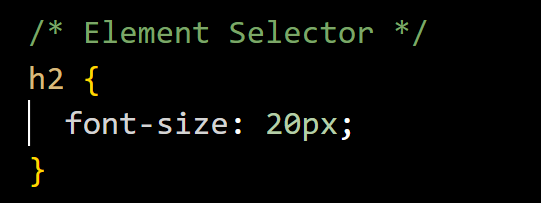 /* Element Selector */
h2 {
  font-size: 20px;
}